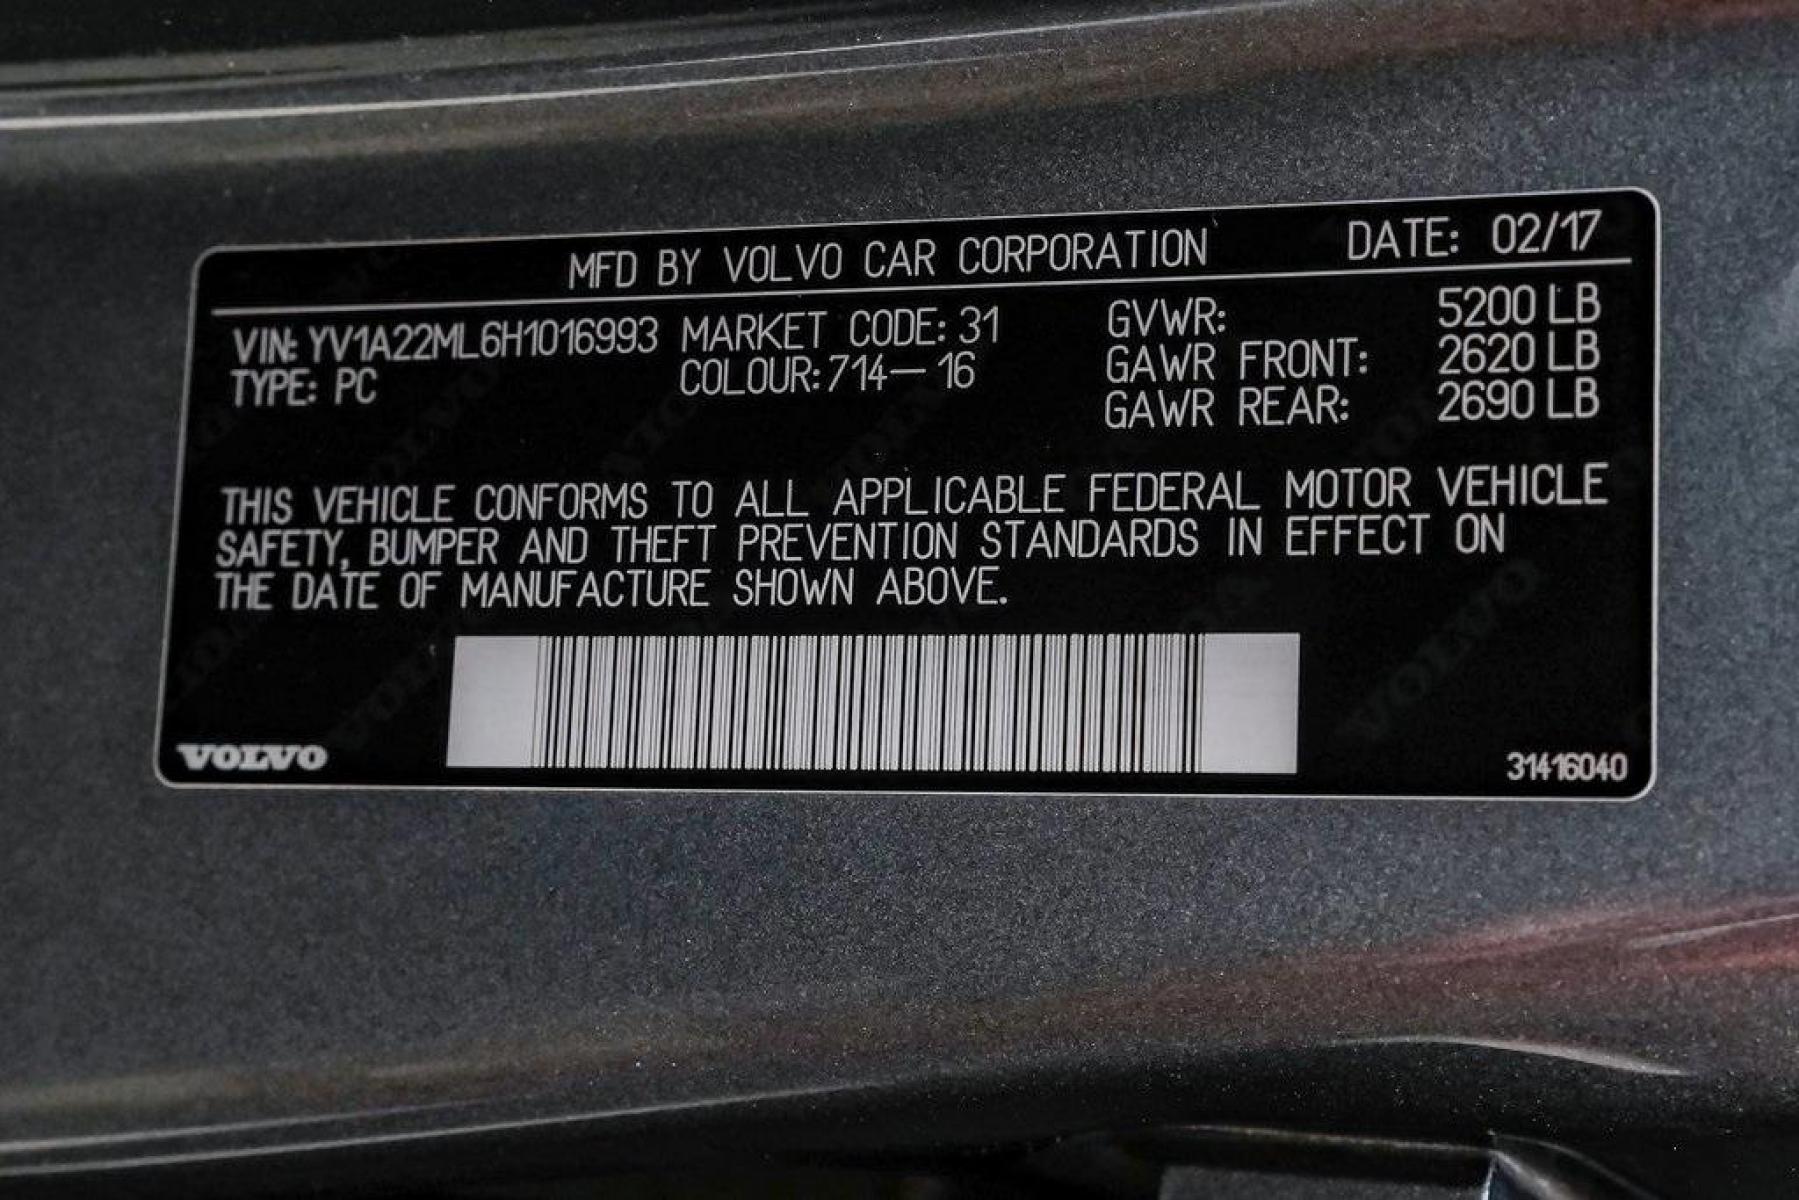 MFD BY VOLVO CAR CORPORATION DATE: 02/17
VIN: YV1A22ML6H1016993 MARKET CODE: 31 GVWR: 5200 LB
TYPE: PC COLOUR: 714-16 GAWR FRONT: 2620 LB
GAWR REAR: 2690 LB
THIS VEHICLE CONFORMS TO ALL APPLICABLE FEDERAL MOTOR VEHICLE
SAFETY, BUMPER AND THEFT PREVENTION STANDARDS IN EFFECT ON
THE DATE OF MANUFACTURE SHOWN ABOVE.
VOLVO 31416040